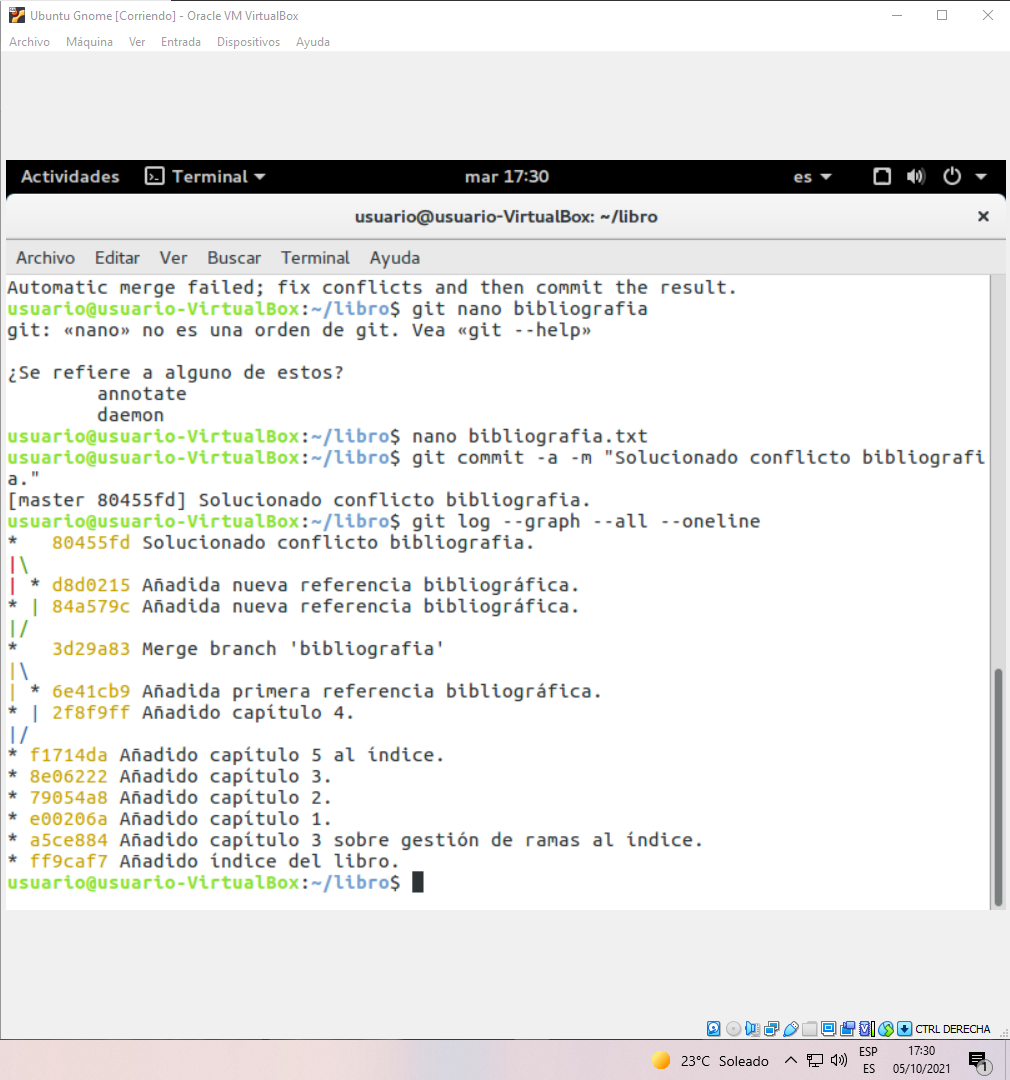 Ubuntu Gnome [Corriendo] - Oracle VM VirtualBox
Archivo Máquina Ver Entrada Dispositivos Ayuda
Actividades Terminal mar 17:30 es
usuario@usuario-VirtualBox: ~/libro
Archivo Editar Ver Buscar Terminal Ayuda
Automatic merge failed; fix conflicts and then commit the result.
usuario@usuario-VirtualBox:~/libro$ git nano bibliografia
git: «nano» no es una orden de git. Vea «git --help»
¿Se refiere a alguno de estos?
annotate
daemon
usuario@usuario-VirtualBox:~/libro$ nano bibliografia.txt
usuario@usuario-VirtualBox:~/libro$ git commit -a -m "Solucionado conflicto bibliografi
a."
[master 80455fd] Solucionado conflicto bibliografia.
usuario@usuario-VirtualBox:~/libro$ git log --graph --all --oneline
*   80455fd Solucionado conflicto bibliografia.
|\
| * d8d0215 Añadida nueva referencia bibliográfica.
* | 84a579c Añadida nueva referencia bibliográfica.
|/
*   3d29a83 Merge branch 'bibliografia'
|\
| * 6e41cb9 Añadida primera referencia bibliográfica.
* | 2f8f9ff Añadido capítulo 4.
|/
* f1714da Añadido capítulo 5 al índice.
* 8e06222 Añadido capítulo 3.
* 79054a8 Añadido capítulo 2.
* e00206a Añadido capítulo 1.
* a5ce884 Añadido capítulo 3 sobre gestión de ramas al índice.
* ff9caf7 Añadido índice del libro.
usuario@usuario-VirtualBox:~/libro$
CTRL DERECHA
23°C Soleado
ESP
ES
17:30
05/10/2021
1